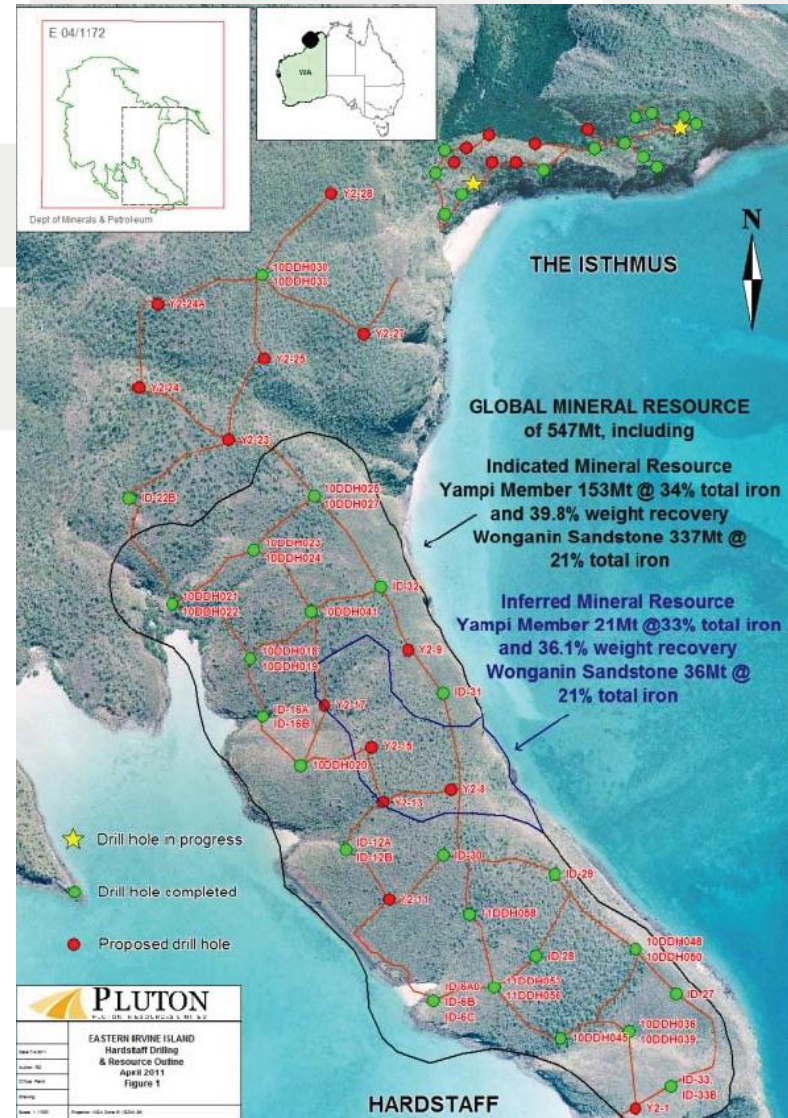 E 04/1172
WA
Dept of Minerals & Petroleum
Y2-28
N
THE ISTHMUS
10DDH030
10DDH033
Y2-24A
Y2-27
Y2-25
Y2-24
GLOBAL MINERAL RESOURCE
of 547Mt, including
Y2-23
Indicated Mineral Resource
Yampi Member 153Mt @ 34% total iron
and 39.8% weight recovery
Wonganin Sandstone 337Mt @
21% total iron
ID-22B
10DDH025
10DDH027
10DDH023
10DDH024
ID-32
Inferred Mineral Resource
Yampi Member 21Mt @33% total iron
and 36.1% weight recovery
Wonganin Sandstone 36Mt @
21% total iron
10DDH021
10DDH022
10DDH041
10DDH018
10DDH019
Y2-9
ID-31
Y2-17
ID-16A
ID-16B
Y2-15
10DDH020
Y2-8
Y2-13
Drill hole in progress
ID-12A
ID-12B
ID-30
ID-29
Drill hole completed
Y2-11
11DDH058
Proposed drill hole
ID-28
10DDH048
10DDH050
11DDH056
ID-27
ID-6B
ID-6C
10DDH036
10DDH039
10DDH045
PLUTON
PLUTON RESOURCES LIMITED
EASTERN IRVINE ISLAND
Hardstaff Drilling
& Resource Outline
April 2011
Figure 1
ID-33,
ID-33B
Y2-1
HARDSTAFF